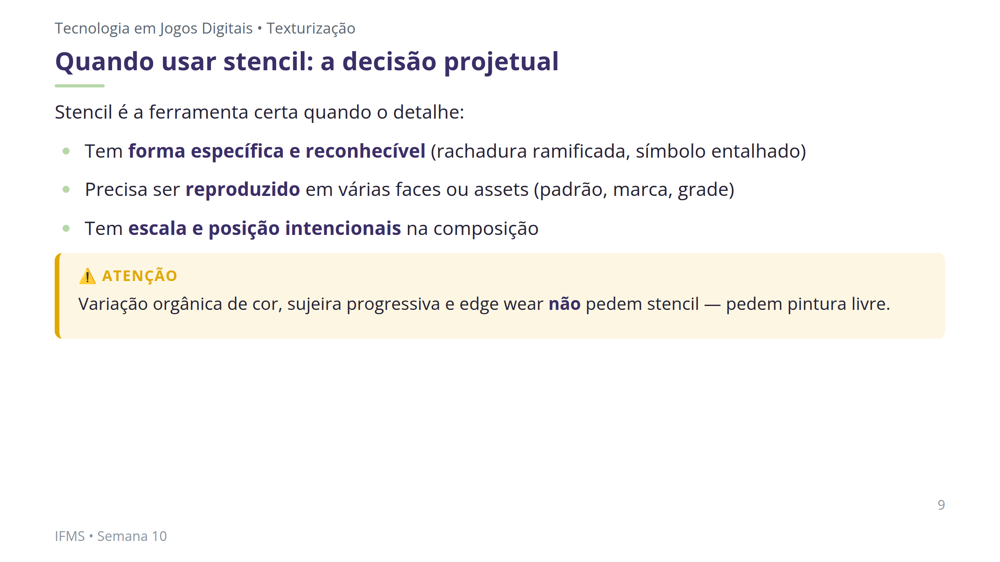 Tecnologia em Jogos Digitais • Texturização
Quando usar stencil: a decisão projetual
Stencil é a ferramenta certa quando o detalhe:
• Tem forma específica e reconhecível (rachadura ramificada, símbolo entalhado)
• Precisa ser reproduzido em várias faces ou assets (padrão, marca, grade)
• Tem escala e posição intencionais na composição
⚠️ ATENÇÃO
Variação orgânica de cor, sujeira progressiva e edge wear não pedem stencil — pedem pintura livre.
9
IFMS • Semana 10